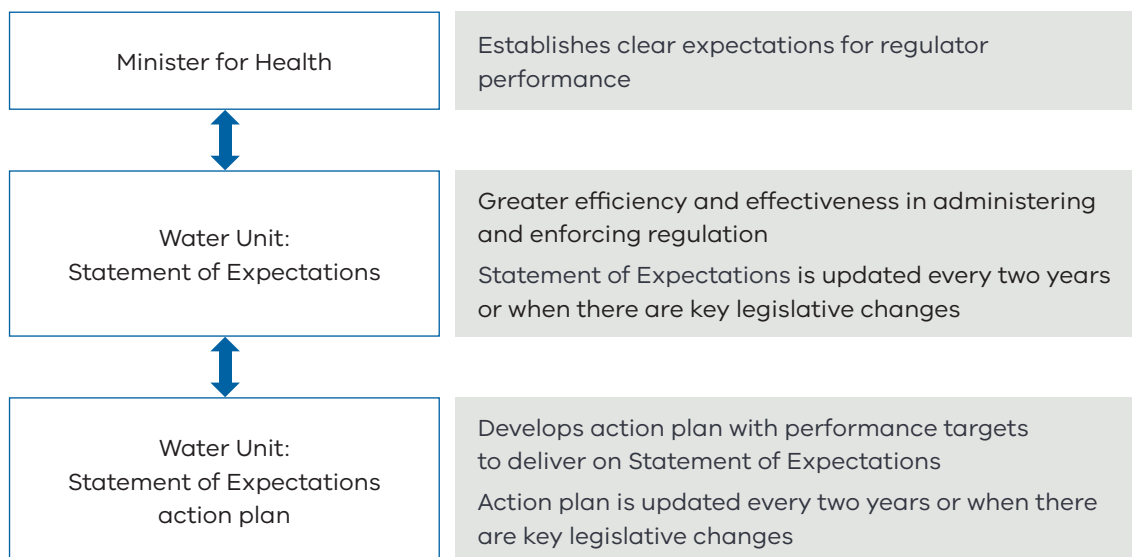 Minister for Health
Establishes clear expectations for regulator
performance
Water Unit:
Statement of Expectations
Greater efficiency and effectiveness in administering
and enforcing regulation
Statement of Expectations is updated every two years
or when there are key legislative changes
Water Unit:
Statement of Expectations
action plan
Develops action plan with performance targets
to deliver on Statement of Expectations
Action plan is updated every two years or when there
are key legislative changes